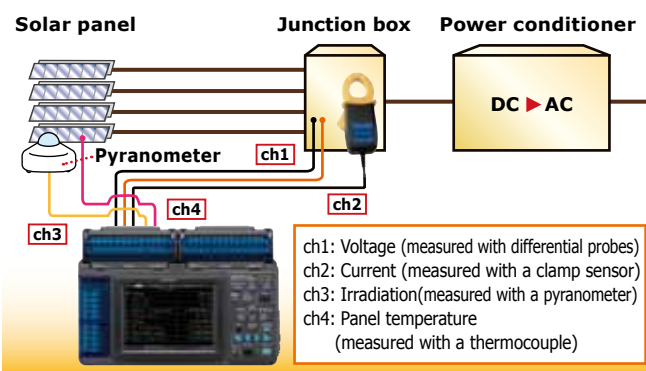 Solar panel
Junction box
Power conditioner
DC ▶ AC
Pyranometer
ch1
ch2
ch4
ch3
ch1: Voltage (measured with differential probes)
ch2: Current (measured with a clamp sensor)
ch3: Irradiation(measured with a pyranometer)
ch4: Panel temperature
(measured with a thermocouple)